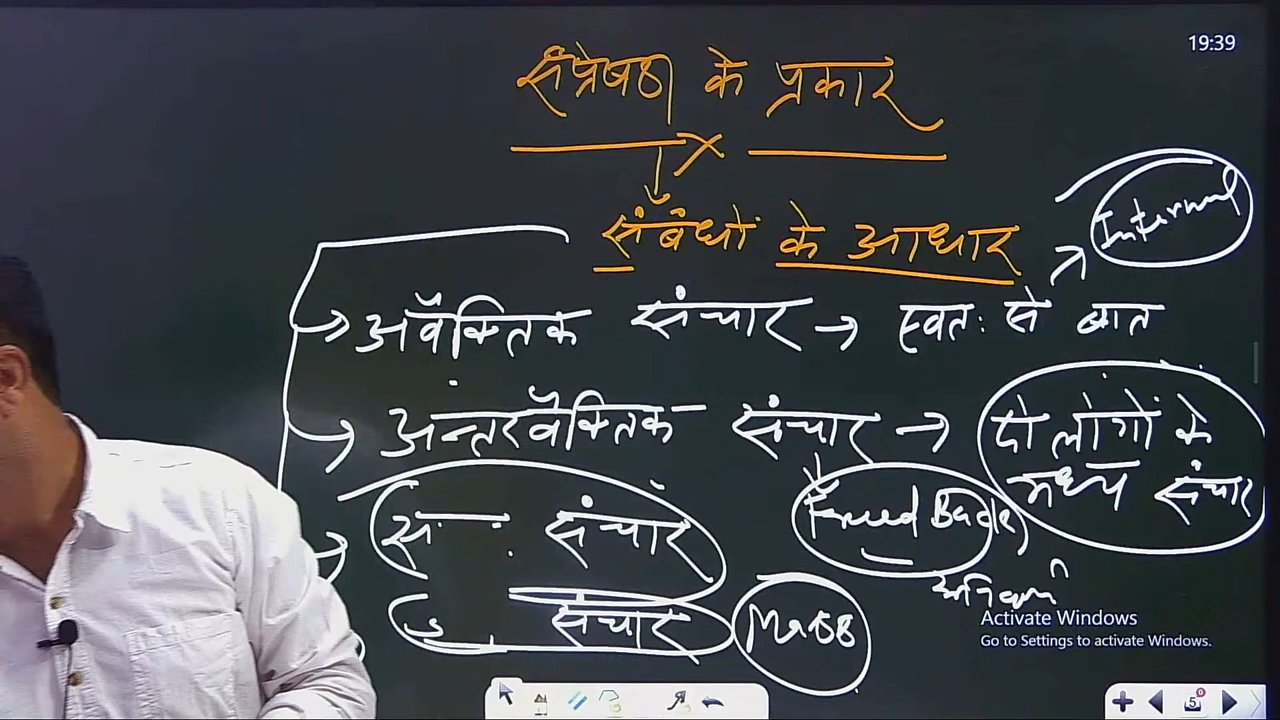 19:39
संप्रेषण के प्रकार
संबंधों के आधार
Internal
अवैक्तिक संचार → स्वतः से बात
अन्तरवैक्तिक संचार → दो लोगों के
मध्य संचार
संचार
Back
संचार
Mass
Activate Windows
Go to Settings to activate Windows.
5